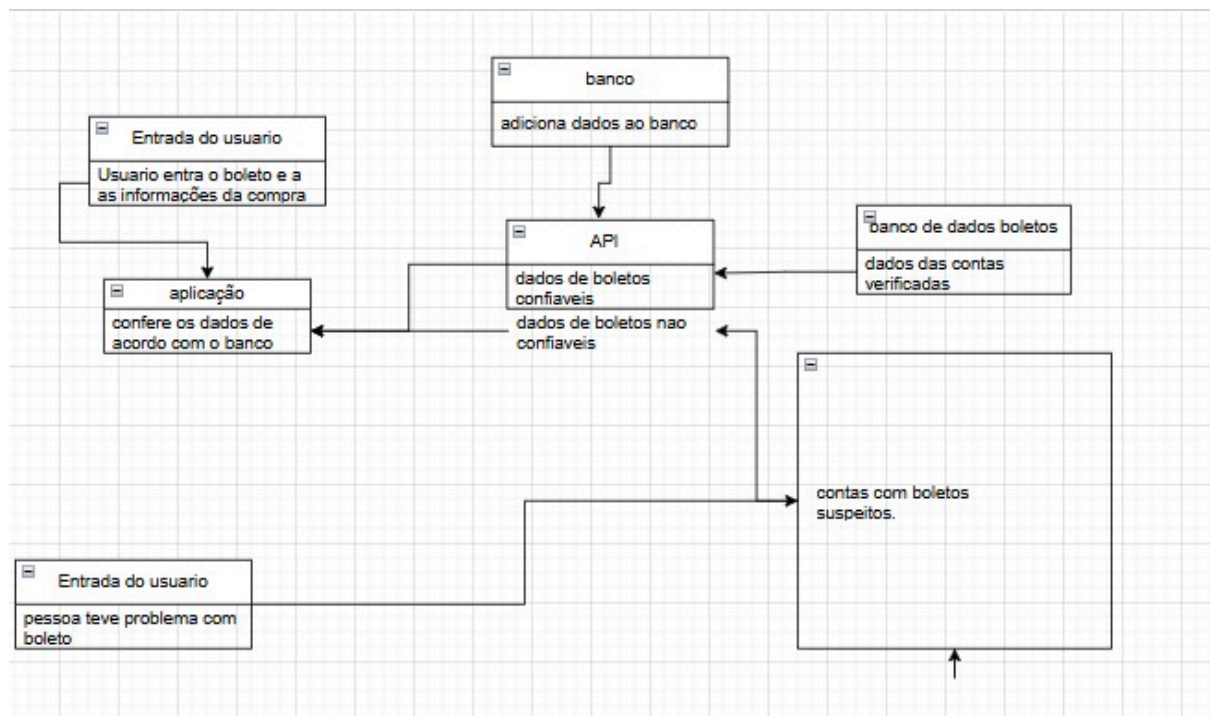 banco
adiciona dados ao banco
Entrada do usuario
Usuario entra o boleto e a
as informações da compra
API
dados de boletos
confiaveis
dados de boletos nao
confiaveis
banco de dados boletos
dados das contas
verificadas
aplicação
confere os dados de
acordo com o banco
contas com boletos
suspeitos.
Entrada do usuario
pessoa teve problema com
boleto